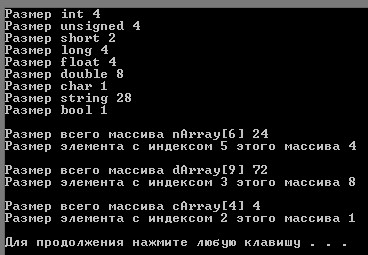 Размер int 4
Размер unsigned 4
Размер short 2
Размер long 4
Размер float 4
Размер double 8
Размер char 1
Размер string 28
Размер bool 1
Размер всего массива nArray[6] 24
Размер элемента с индексом 5 этого массива 4
Размер всего массива dArray[9] 72
Размер элемента с индексом 3 этого массива 8
Размер всего массива cArray[4] 4
Размер элемента с индексом 2 этого массива 1
Для продолжения нажмите любую клавишу . . .